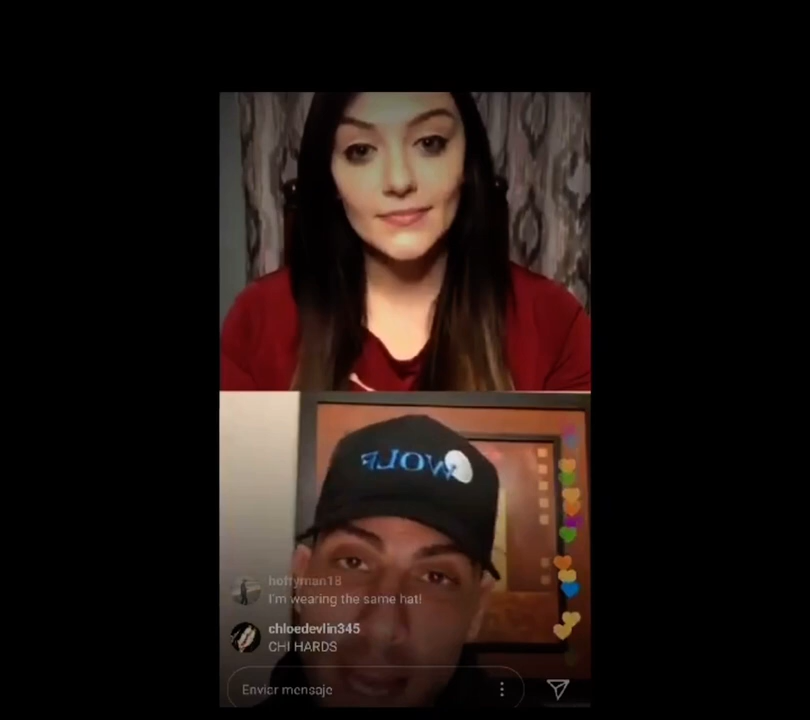 WOLF
hoffyman18
I'm wearing the same hat!
chloedevlin345
CHI HARDS
Enviar mensaje